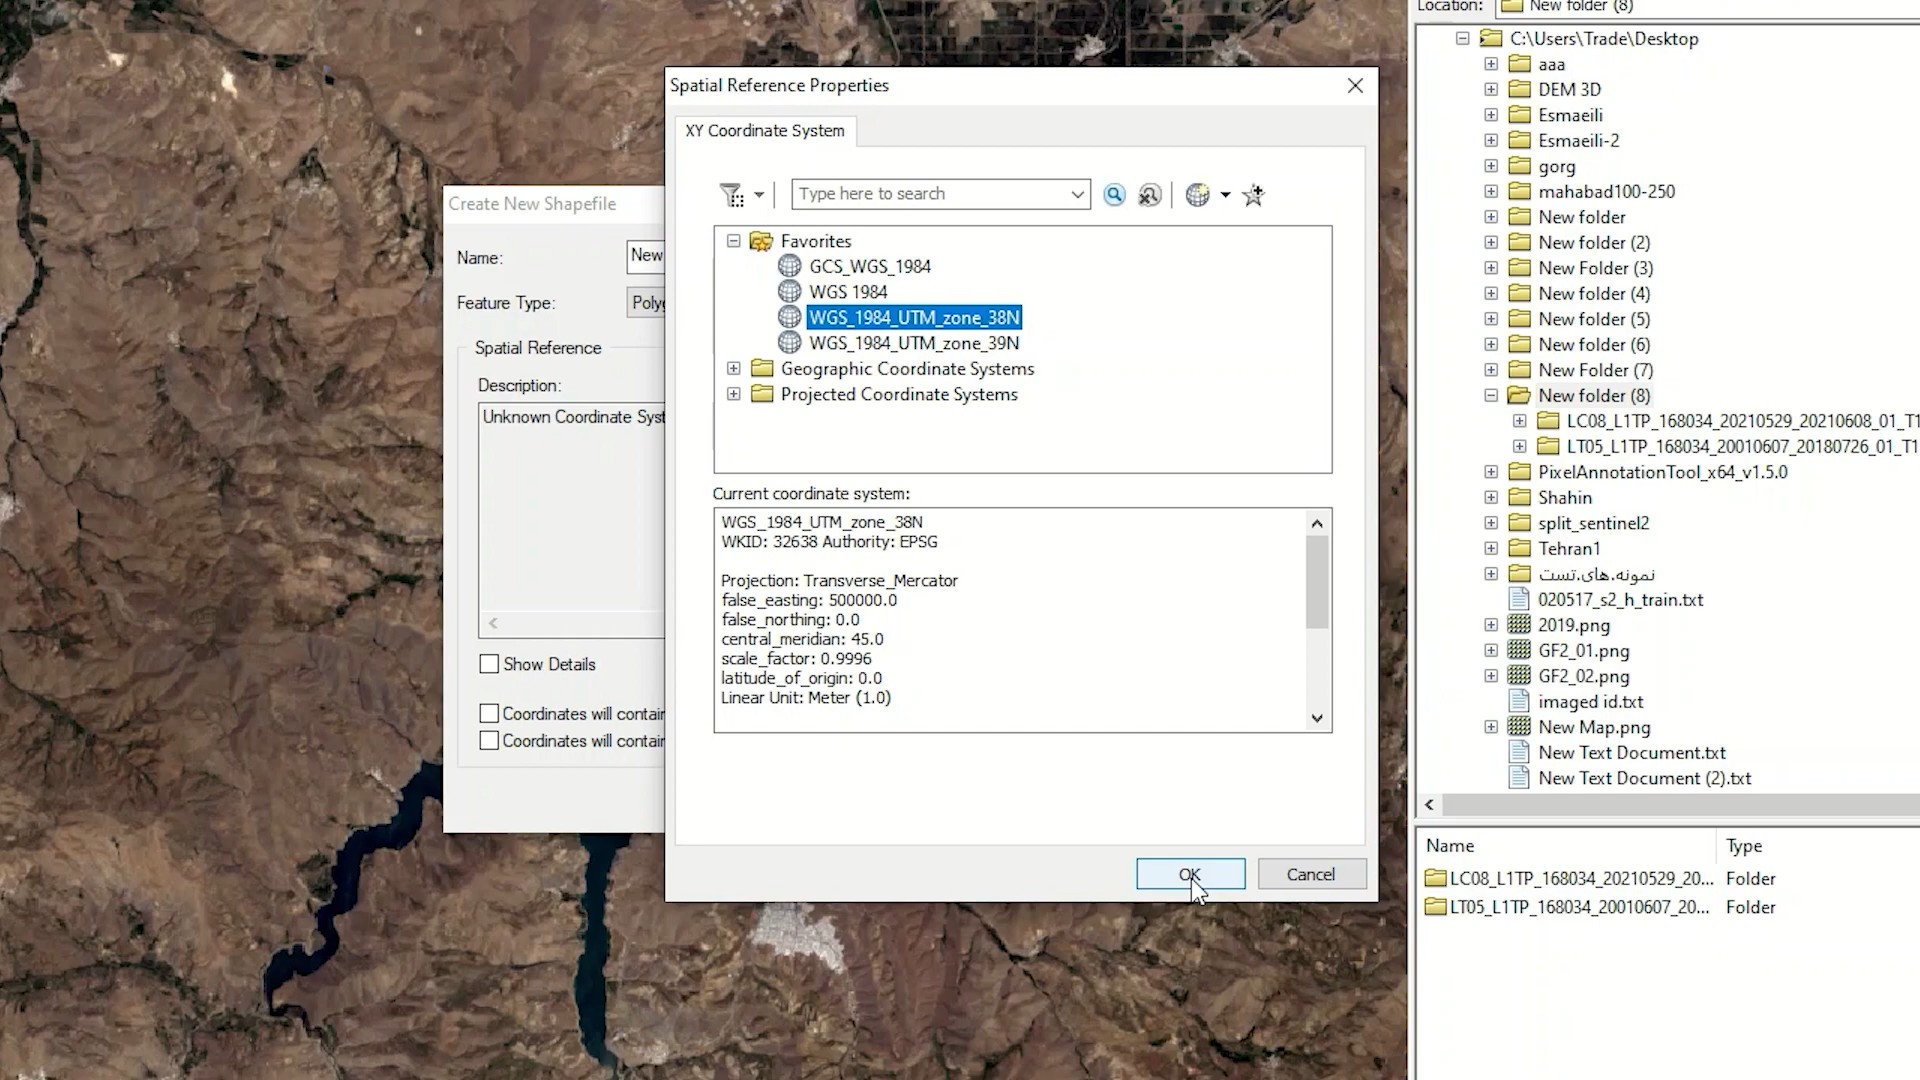 Location:
New folder (8)
C:\Users\Trade\Desktop
aaa
DEM 3D
Esmaeili
Esmaeili-2
gorg
mahabad100-250
New folder
New folder (2)
New Folder (3)
New folder (4)
New folder (5)
New folder (6)
New Folder (7)
New folder (8)
LC08_L1TP_168034_20210529_20210608_01_T1
LT05_L1TP_168034_20010607_20180726_01_T1
PixelAnnotationTool_x64_v1.5.0
Shahin
split_sentinel2
Tehran1
نمونه.های.تست
020517_s2_h_train.txt
2019.png
GF2_01.png
GF2_02.png
imaged id.txt
New Map.png
New Text Document.txt
New Text Document (2).txt
Name Type
LC08_L1TP_168034_20210529_20... Folder
LT05_L1TP_168034_20010607_20... Folder
Spatial Reference Properties
XY Coordinate System
Type here to search
Favorites
GCS_WGS_1984
WGS 1984
WGS_1984_UTM_zone_38N
WGS_1984_UTM_zone_39N
Geographic Coordinate Systems
Projected Coordinate Systems
Current coordinate system:
WGS_1984_UTM_zone_38N
WKID: 32638 Authority: EPSG
Projection: Transverse_Mercator
false_easting: 500000.0
false_northing: 0.0
central_meridian: 45.0
scale_factor: 0.9996
latitude_of_origin: 0.0
Linear Unit: Meter (1.0)
OK Cancel
Create New Shapefile
Name: New
Feature Type:
Spatial Reference
Description:
Unknown Coordinate Syst
Show Details
Coordinates will contain
Coordinates will contain